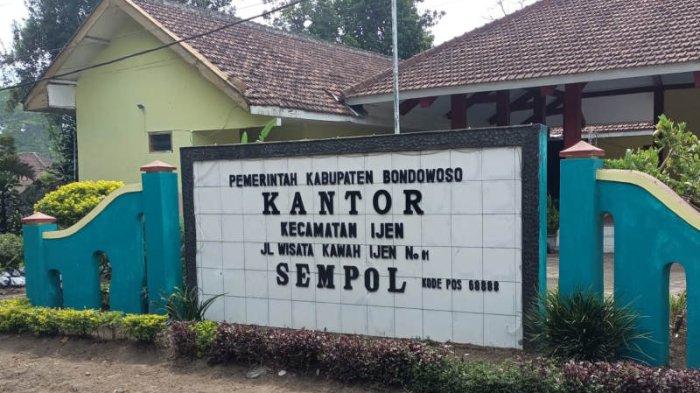 PEMERINTAH KABUPATEN BONDOWOSO
KANTOR
KECAMATAN IJEN
JL WISATA KAWAH IJEN No 01
SEMPOL KODE POS 68888